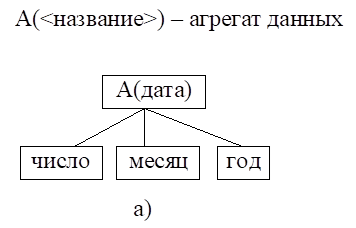 А(<название>) – агрегат данных
А(дата)
число месяц год
а)